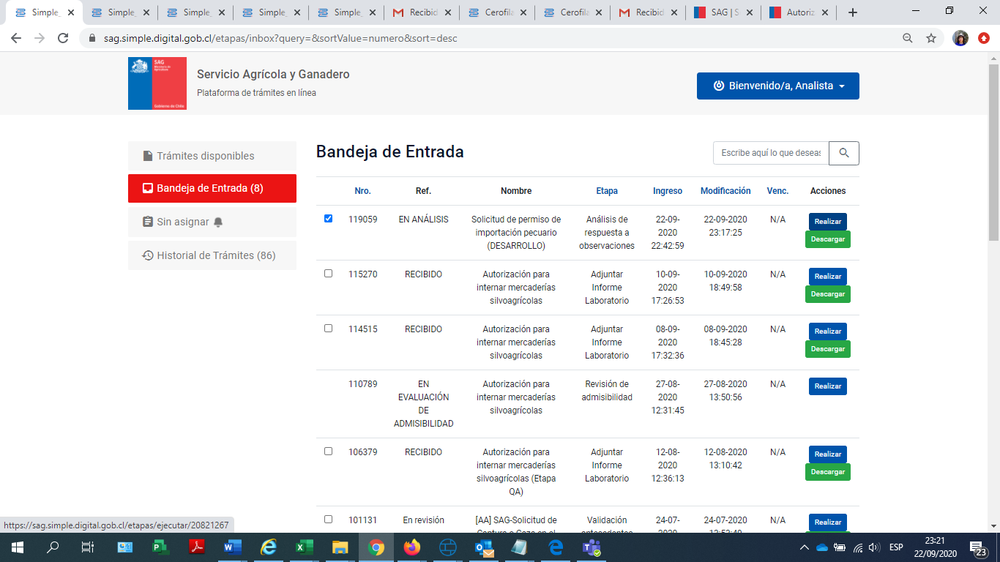 Simple_
Simple_
Simple_
Simple_
Simple_
Recibid
Cerofila
Cerofila
Recibid
SAG | S
Autoriz
sag.simple.digital.gob.cl/etapas/inbox?query=&sortValue=numero&sort=desc
SAG
Ministerio de
Agricultura
Gobierno de Chile
Servicio Agrícola y Ganadero
Plataforma de trámites en línea
Bienvenido/a, Analista
Trámites disponibles
Bandeja de Entrada (8)
Sin asignar
Historial de Trámites (86)
Bandeja de Entrada
Escribe aquí lo que deseas
Nro. Ref. Nombre Etapa Ingreso Modificación Venc. Acciones
119059 EN ANÁLISIS Solicitud de permiso de Análisis de 22-09- 22-09-2020 N/A Realizar
importación pecuario respuesta a 2020 23:17:25 Descargar
(DESARROLLO) observaciones 22:42:59
115270 RECIBIDO Autorización para Adjuntar 10-09- 10-09-2020 N/A Realizar
internar mercaderías Informe 2020 18:49:58 Descargar
silvoagrícolas Laboratorio 17:26:53
114515 RECIBIDO Autorización para Adjuntar 08-09- 08-09-2020 N/A Realizar
internar mercaderías Informe 2020 18:45:28 Descargar
silvoagrícolas Laboratorio 17:32:36
110789 EN Autorización para Revisión de 27-08- 27-08-2020 N/A Realizar
EVALUACIÓN internar mercaderías admisibilidad 2020 13:50:56
DE silvoagrícolas 12:31:45
ADMISIBILIDAD
106379 RECIBIDO Autorización para Adjuntar 12-08- 12-08-2020 N/A Realizar
internar mercaderías Informe 2020 13:10:42 Descargar
silvoagrícolas (Etapa Laboratorio 12:36:13
QA)
101131 En revisión [AA] SAG-Solicitud de Validación 24-07- 24-07-2020 N/A Realizar
https://sag.simple.digital.gob.cl/etapas/ejecutar/20821267
ESP
23:21
22/09/2020
23